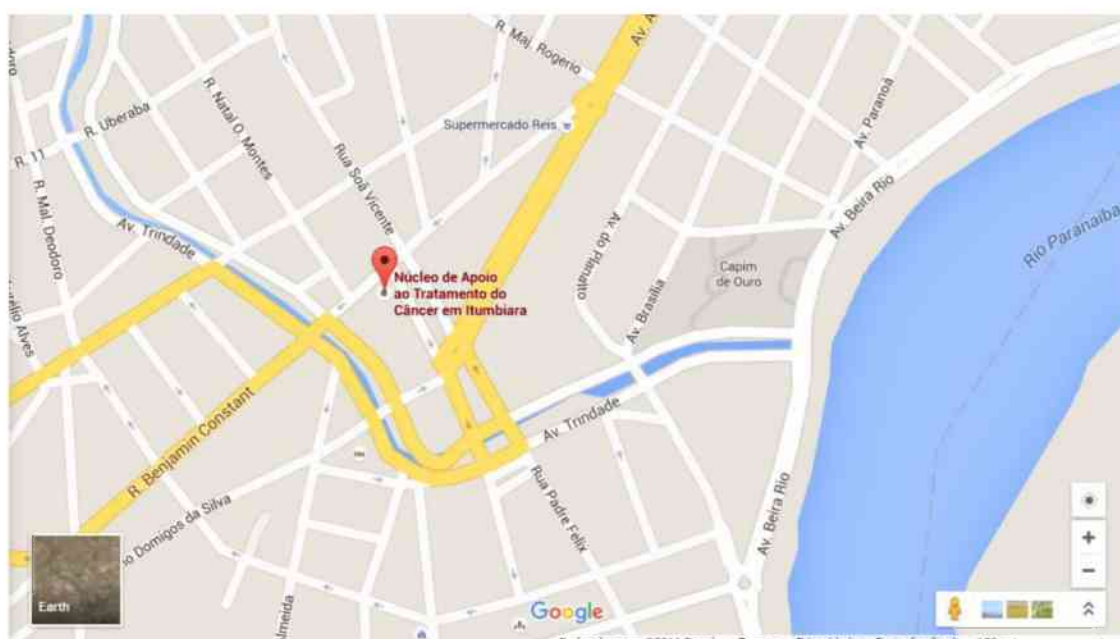 Av. A
R. Maj. Rogerio
Supermercado Reis
R. Uberaba
R. 11
R. Natal O. Montes
Rua Soã Vicente
Av. Paranoá
Av. Beira Rio
Rio Paranaíba
R. Mal. Deodoro
Av. Trindade
Av. do Planalto
Capim
de Ouro
Núcleo de Apoio
ao Tratamento do
Câncer em Itumbiara
Av. Brasília
Alves
R. Benjamin Constant
Av. Trindade
Rua Padre Felix
Av. Beira Rio
Domigos da Silva
Almeida
Earth
Google